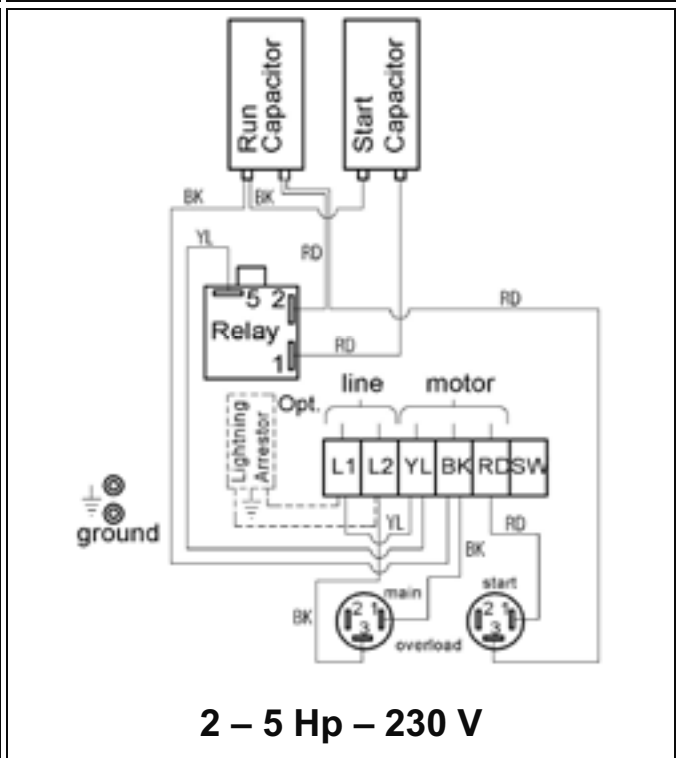 Run
Capacitor
Start
Capacitor
BK
BK
YL
RD
RD
5 2
Relay
1
RD
line
motor
Opt.
Lightning
Arrestor
L1 L2 YL BK RD SW
ground
YL
RD
BK
BK
main
start
2 1
3
2 1
3
overload
2 – 5 Hp – 230 V